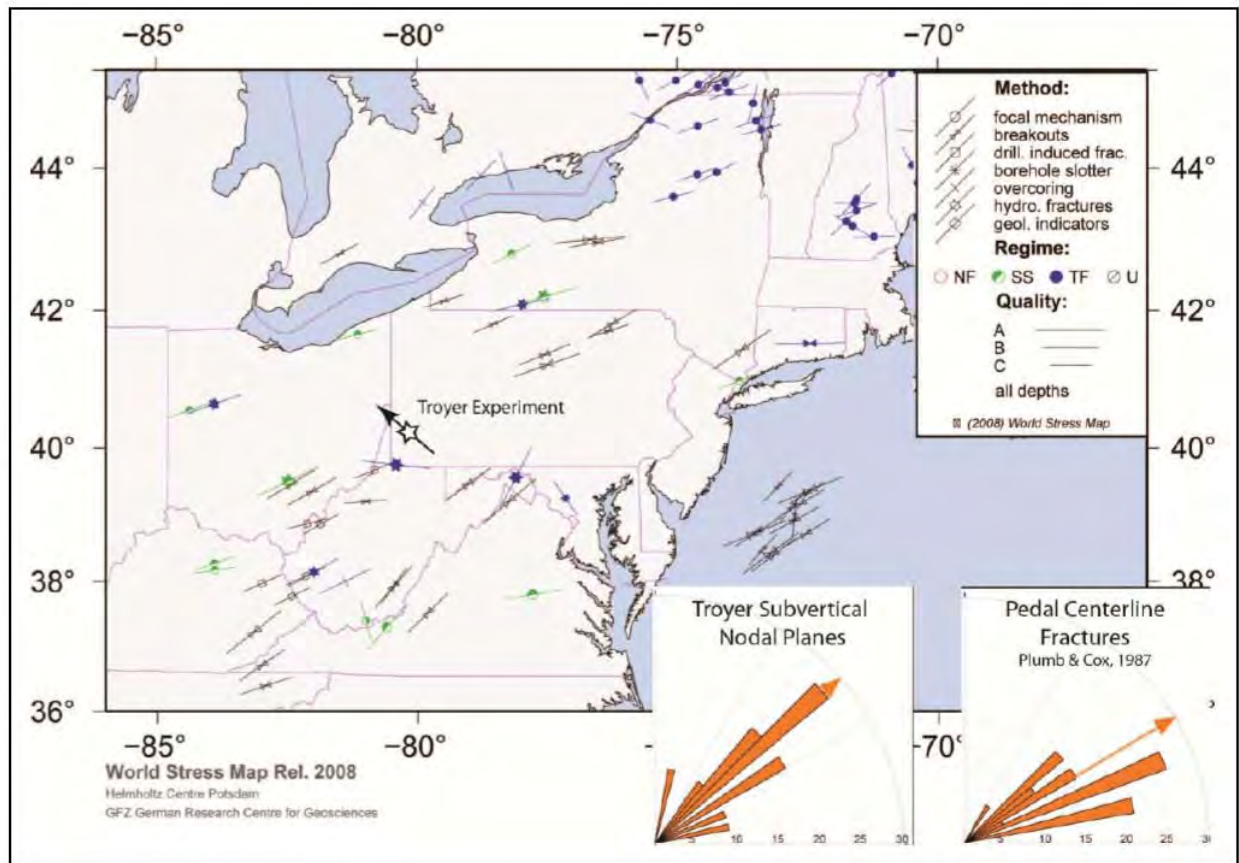 −85° −80° −75° −70°
Method:
focal mechanism
breakouts
drill. induced frac.
borehole slotter
overcoring
hydro. fractures
geol. indicators
Regime:
NF SS TF U
Quality:
A
B
C
all depths
(2008) World Stress Map
44° 44°
42° 42°
40° 40°
38° 38°
36°
Troyer Experiment
Troyer Subvertical
Nodal Planes
5 10 15 20 25 30
Pedal Centerline
Fractures
Plumb & Cox, 1987
5 10 15 20 25
−85° −80° −70°
World Stress Map Rel. 2008
Helmholtz Centre Potsdam
GFZ German Research Centre for Geosciences